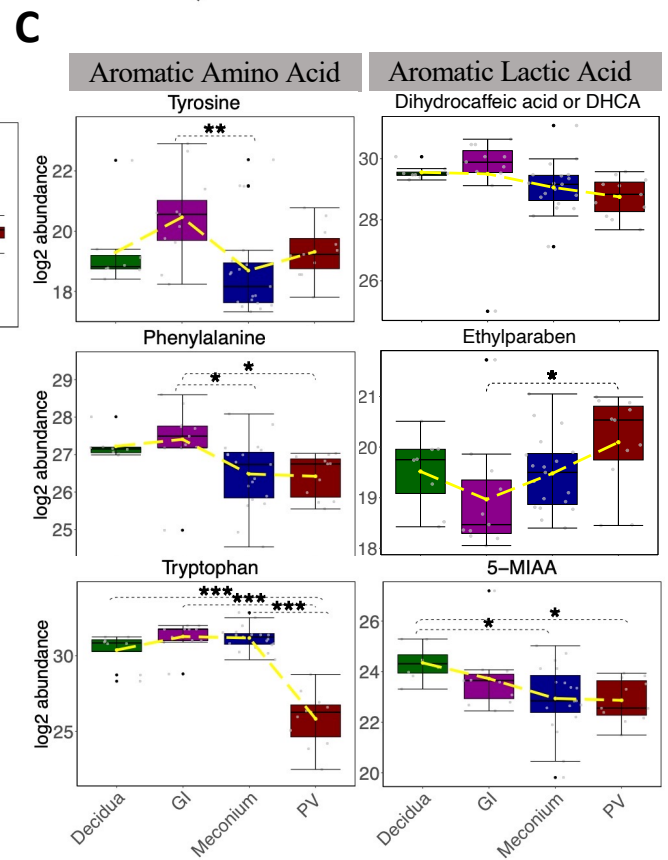 C
Aromatic Amino Acid
Aromatic Lactic Acid
Tyrosine
Dihydrocaffeic acid or DHCA
**
log2 abundance
22
20
18
30
28
26
Phenylalanine
Ethylparaben
*
*
*
log2 abundance
29
28
27
26
25
21
20
19
18
Tryptophan
5−MIAA
***
***
***
*
*
log2 abundance
30
25
26
24
22
20
Decidua
GI
Meconium
PV
Decidua
GI
Meconium
PV